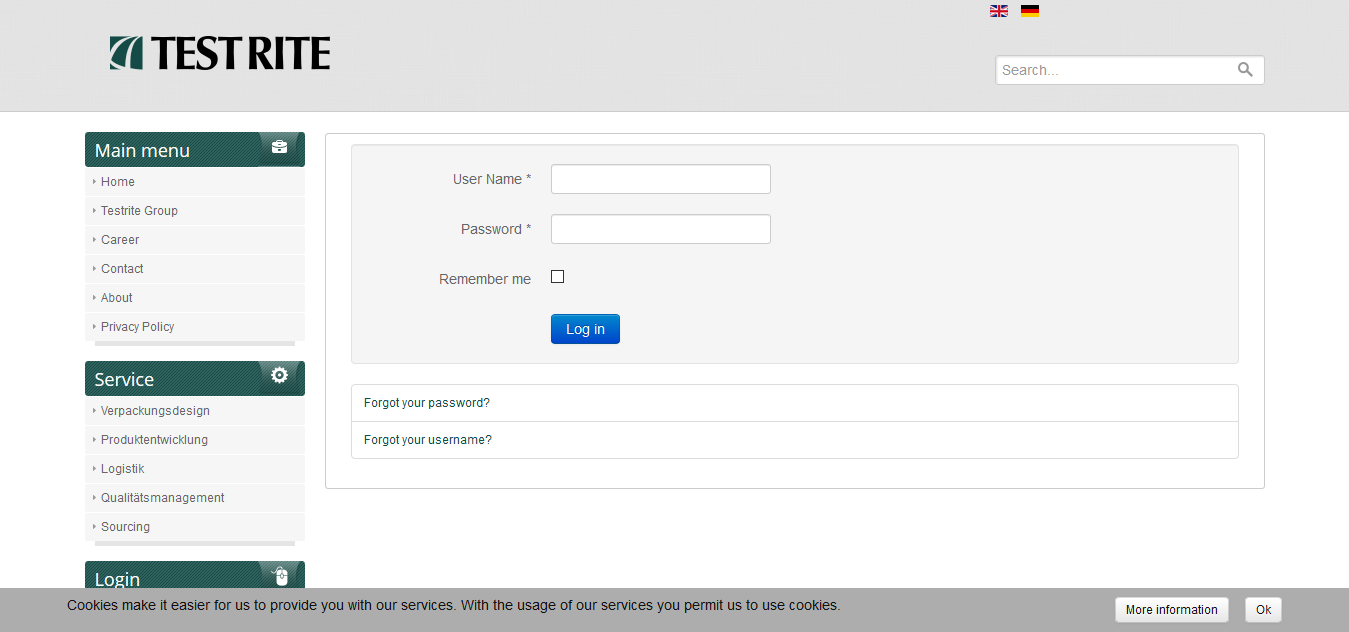 TEST RITE
Search...
Main menu
Home
Testrite Group
Career
Contact
About
Privacy Policy
Service
Verpackungsdesign
Produktentwicklung
Logistik
Qualitätsmanagement
Sourcing
Login
User Name *
Password *
Remember me
Log in
Forgot your password?
Forgot your username?
Cookies make it easier for us to provide you with our services. With the usage of our services you permit us to use cookies.
More information
Ok